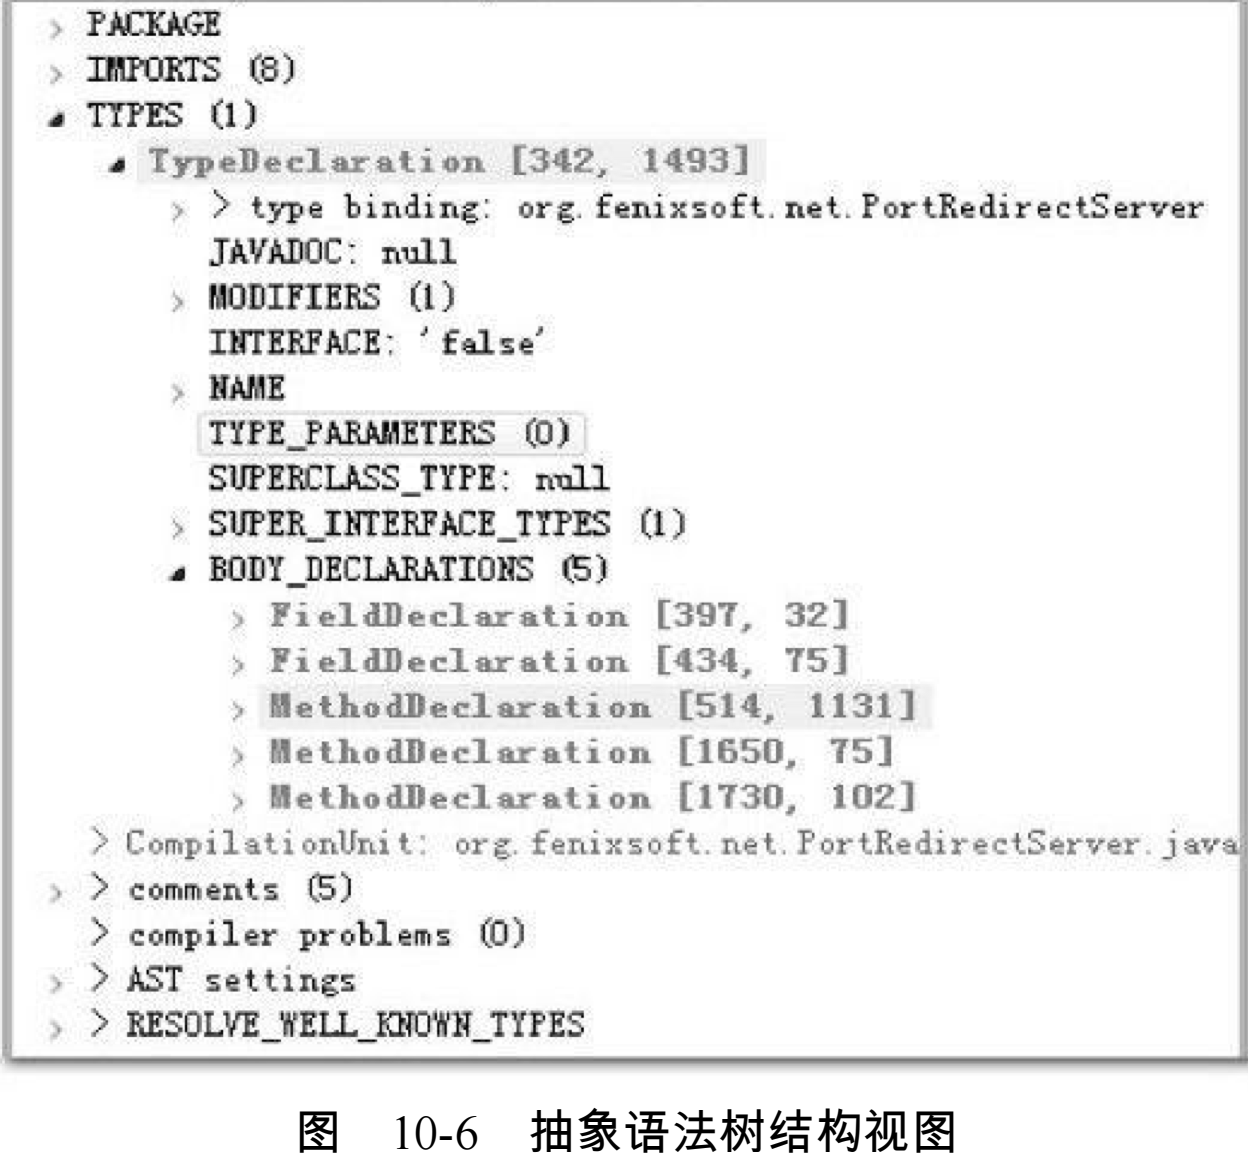 > PACKAGE
> IMPORTS (8)
TYPES (1)
TypeDeclaration [342, 1493]
> > type binding: org.fenixsoft.net.PortRedirectServer
JAVADOC: null
> MODIFIERS (1)
INTERFACE: 'false'
> NAME
TYPE_PARAMETERS (0)
SUPERCLASS_TYPE: null
> SUPER_INTERFACE_TYPES (1)
BODY_DECLARATIONS (5)
> FieldDeclaration [397, 32]
> FieldDeclaration [434, 75]
> MethodDeclaration [514, 1131]
> MethodDeclaration [1650, 75]
> MethodDeclaration [1730, 102]
> CompilationUnit: org.fenixsoft.net.PortRedirectServer.java
> > comments (5)
> compiler problems (0)
> > AST settings
> > RESOLVE_WELL_KNOWN_TYPES
图 10-6 抽象语法树结构视图